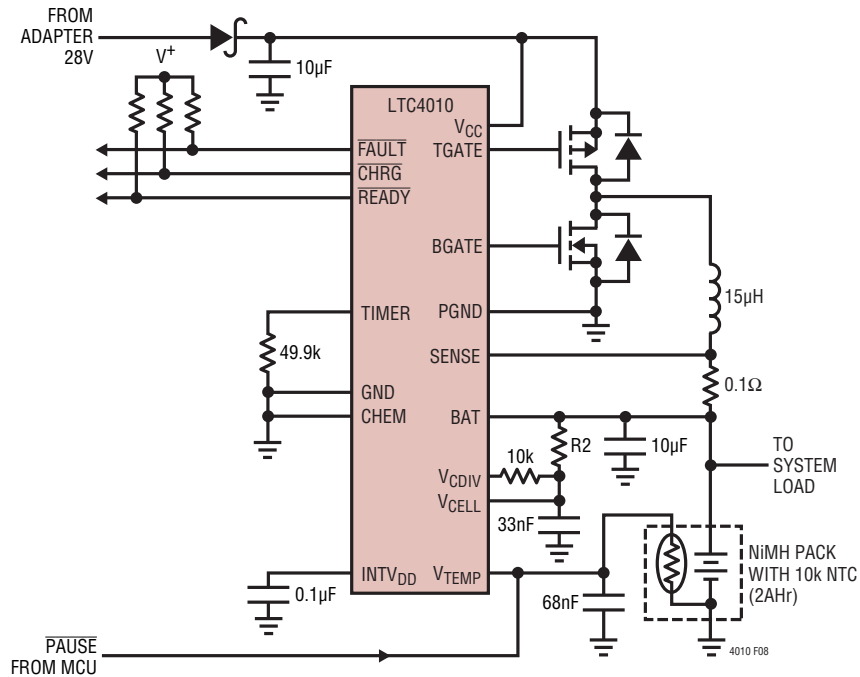 FROM
ADAPTER
28V
V+
10µF
LTC4010
VCC
FAULT
TGATE
CHRG
READY
BGATE
15µH
TIMER
PGND
SENSE
49.9k
0.1Ω
GND
CHEM
BAT
R2
10µF
TO
SYSTEM
LOAD
10k
VCDIV
VCELL
33nF
NiMH PACK
WITH 10k NTC
(2AHr)
INTVDD
VTEMP
0.1µF
68nF
4010 F08
PAUSE
FROM MCU